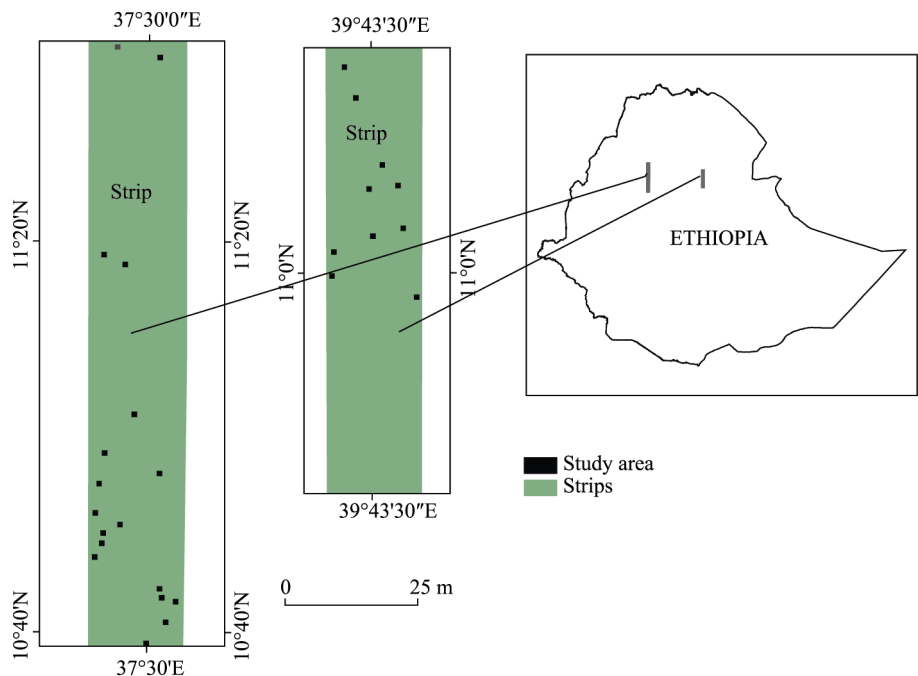 37°30'0"E
39°43'30"E
Strip
Strip
11°20'N
11°20'N
11°0'N
11°0'N
ETHIOPIA
Study area
Strips
39°43'30"E
0 25 m
10°40'N
10°40'N
37°30'E